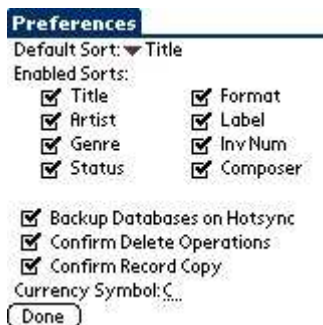 Preferences
Default Sort: Title
Enabled Sorts:
Title Format
Artist Label
Genre Inv Num
Status Composer
Backup Databases on Hotsync
Confirm Delete Operations
Confirm Record Copy
Currency Symbol: C
Done